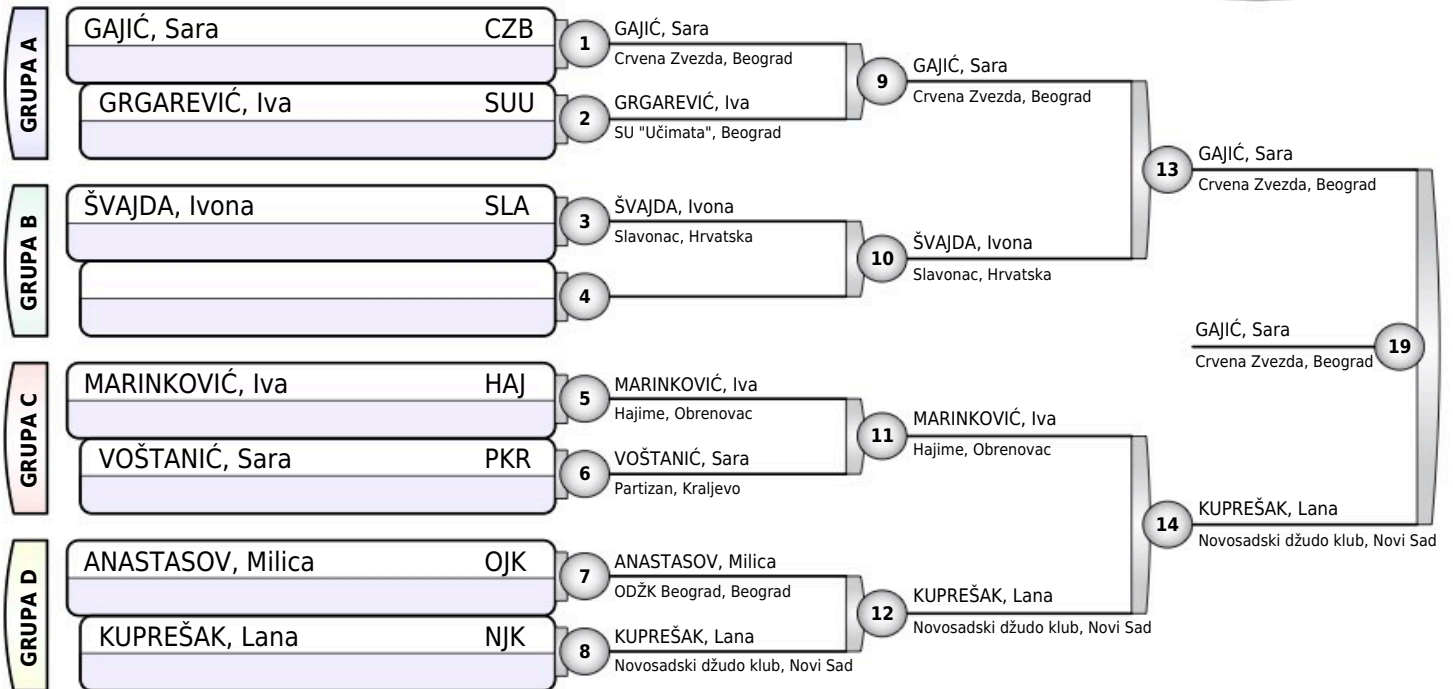 GRUPA A
GAJIĆ, Sara CZB
1
GAJIĆ, Sara
Crvena Zvezda, Beograd
GRGAREVIĆ, Iva SUU
2
GRGAREVIĆ, Iva
SU "Učimata", Beograd
9
GAJIĆ, Sara
Crvena Zvezda, Beograd
GRUPA B
ŠVAJDA, Ivona SLA
3
ŠVAJDA, Ivona
Slavonac, Hrvatska
4
10
ŠVAJDA, Ivona
Slavonac, Hrvatska
13
GAJIĆ, Sara
Crvena Zvezda, Beograd
GAJIĆ, Sara
Crvena Zvezda, Beograd
19
GRUPA C
MARINKOVIĆ, Iva HAJ
5
MARINKOVIĆ, Iva
Hajime, Obrenovac
VOŠTANIĆ, Sara PKR
6
VOŠTANIĆ, Sara
Partizan, Kraljevo
11
MARINKOVIĆ, Iva
Hajime, Obrenovac
GRUPA D
ANASTASOV, Milica OJK
7
ANASTASOV, Milica
ODŽK Beograd, Beograd
KUPREŠAK, Lana NJK
8
KUPREŠAK, Lana
Novosadski džudo klub, Novi Sad
12
KUPREŠAK, Lana
Novosadski džudo klub, Novi Sad
14
KUPREŠAK, Lana
Novosadski džudo klub, Novi Sad